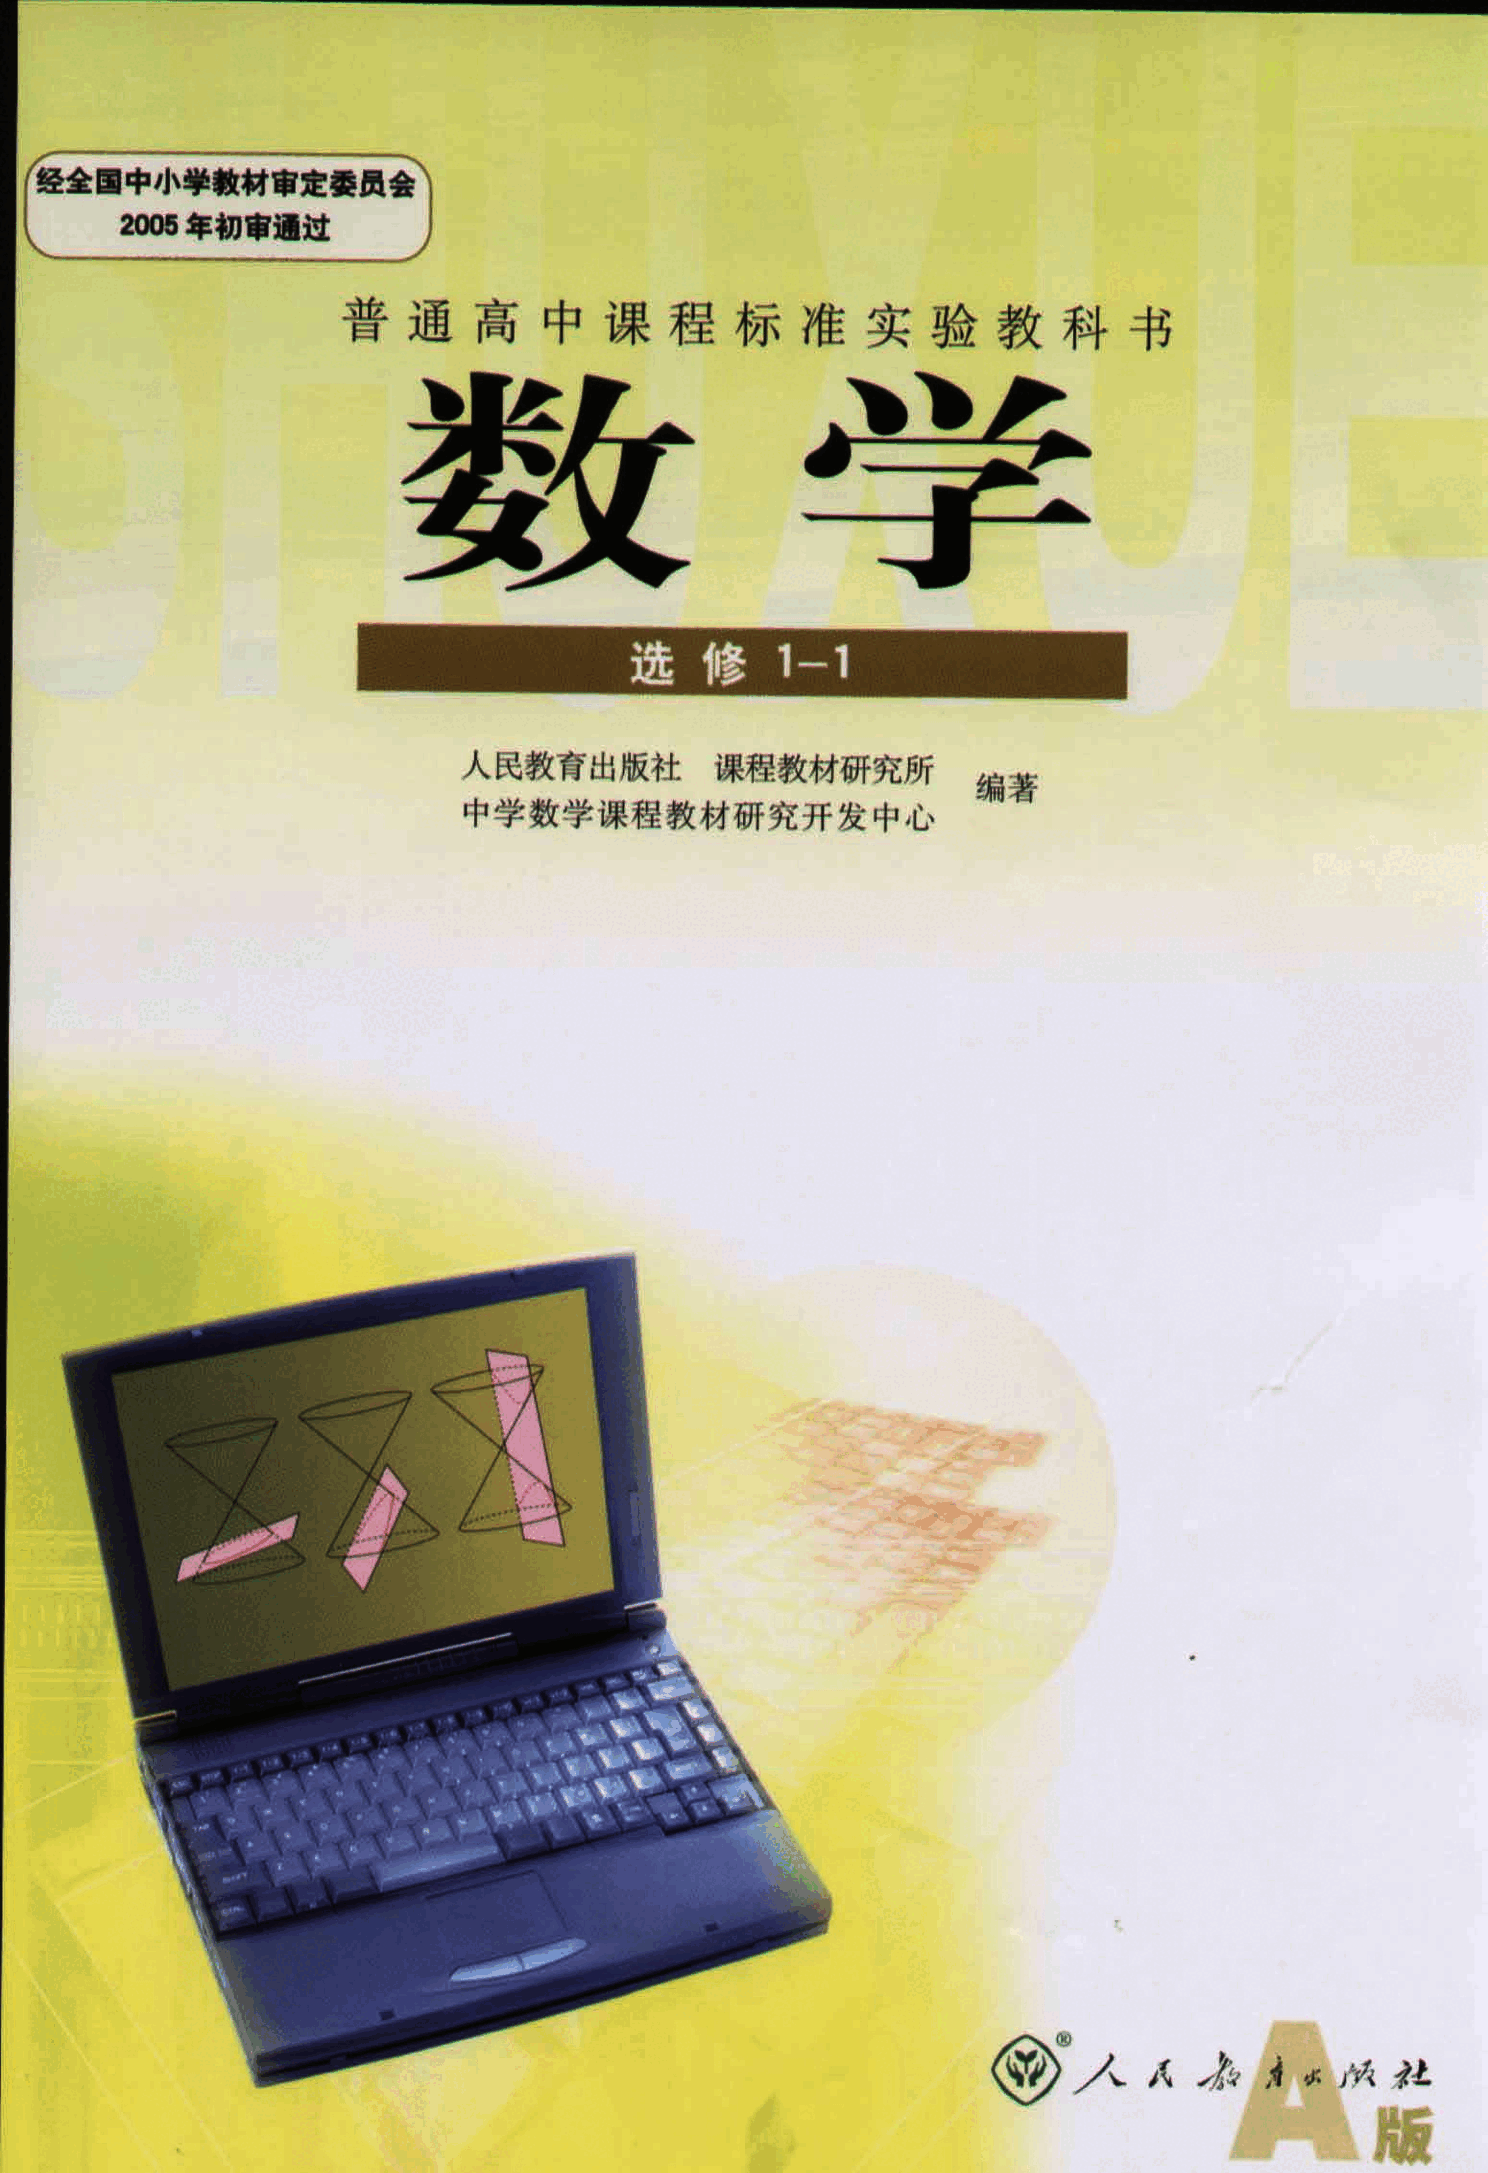 SHUXUE
经全国中小学教材审定委员会
2005年初审通过
普通高中课程标准实验教科书
数学
选修 1-1
人民教育出版社 课程教材研究所
中学数学课程教材研究开发中心
编著
®
人民教育出版社
A
版